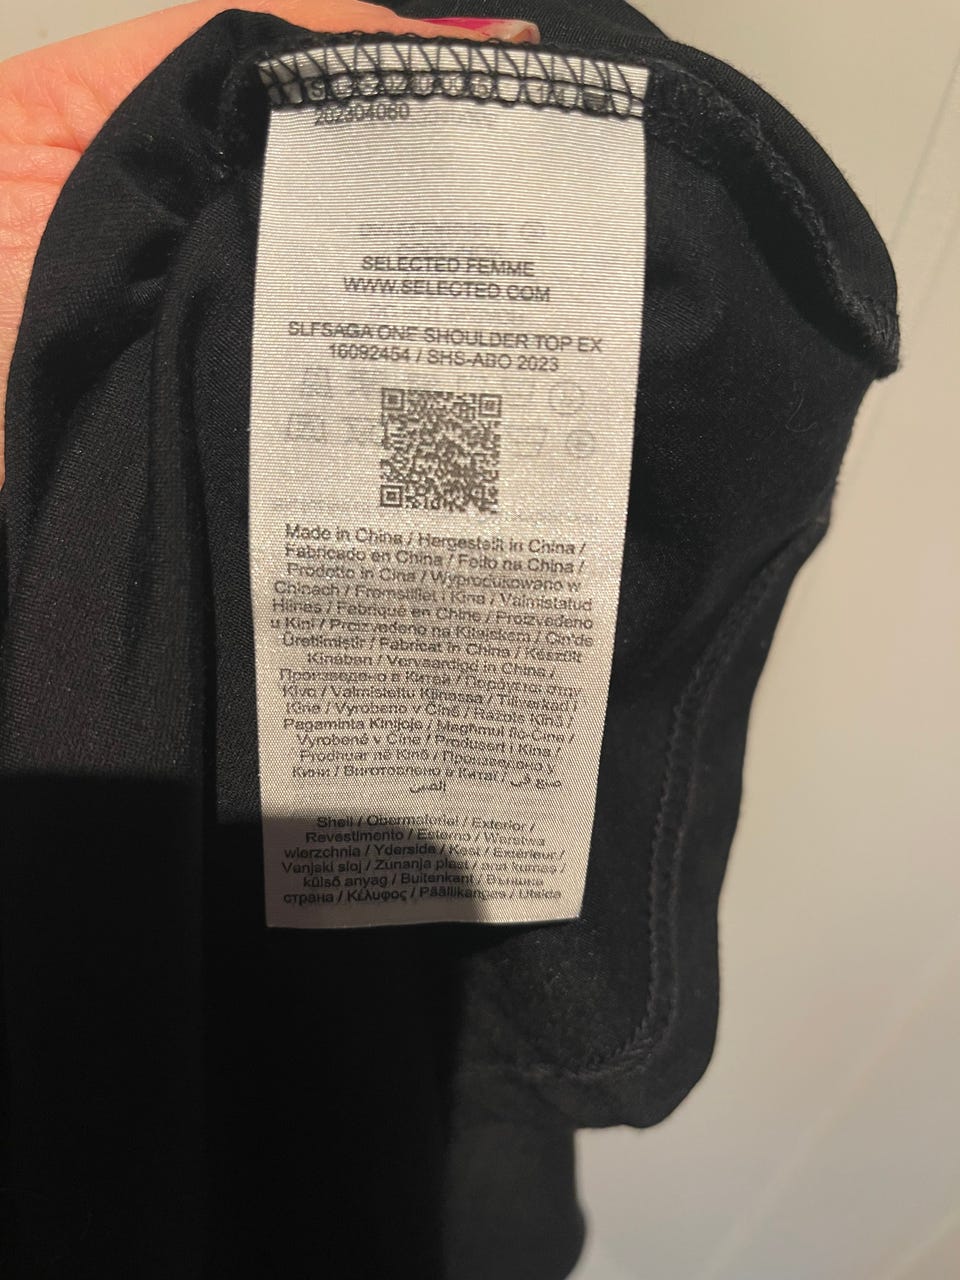 202304060
SELECTED FEMME
WWW.SELECTED.COM
SLFSAGA ONE SHOULDER TOP EX
16092454 / SHS-ABO 2023
Made in China / Hergestellt in China /
Fabricado en China / Feito na China /
Prodotto in Cina / Wyprodukowano w
Chinach / Fremstillet i Kina / Valmistatud
Hiinas / Fabriqué en Chine / Proizvedeno
u Kini / Proizvedeno na Kitajskem / Çin'de
Üretilmiştir / Fabricat în China / Készült
Kínában / Vervaardigd in China /
Произведено в Китай / Παράγεται στην
Κίνα / Valmistettu Kiinassa / Tillverkad i
Kina / Vyrobeno v Číně / Ražots Ķīnā /
Pagaminta Kinijoje / Maghmul fiċ-Ċina /
Vyrobené v Číne / Produsert i Kina /
Prodhuar në Kinë / Произведено у
Кини / Виготовлено в Китаї / صنع في
الصين
Shell / Obermaterial / Exterior /
Revestimento / Esterno / Warstwa
wierzchnia / Yderside / Kest / Extérieur /
Vanjski sloj / Zunanja plast / ana kumaş /
külső anyag / Buitenkant / Външна
страна / Κέλυφος / Päällikangas / Utsida